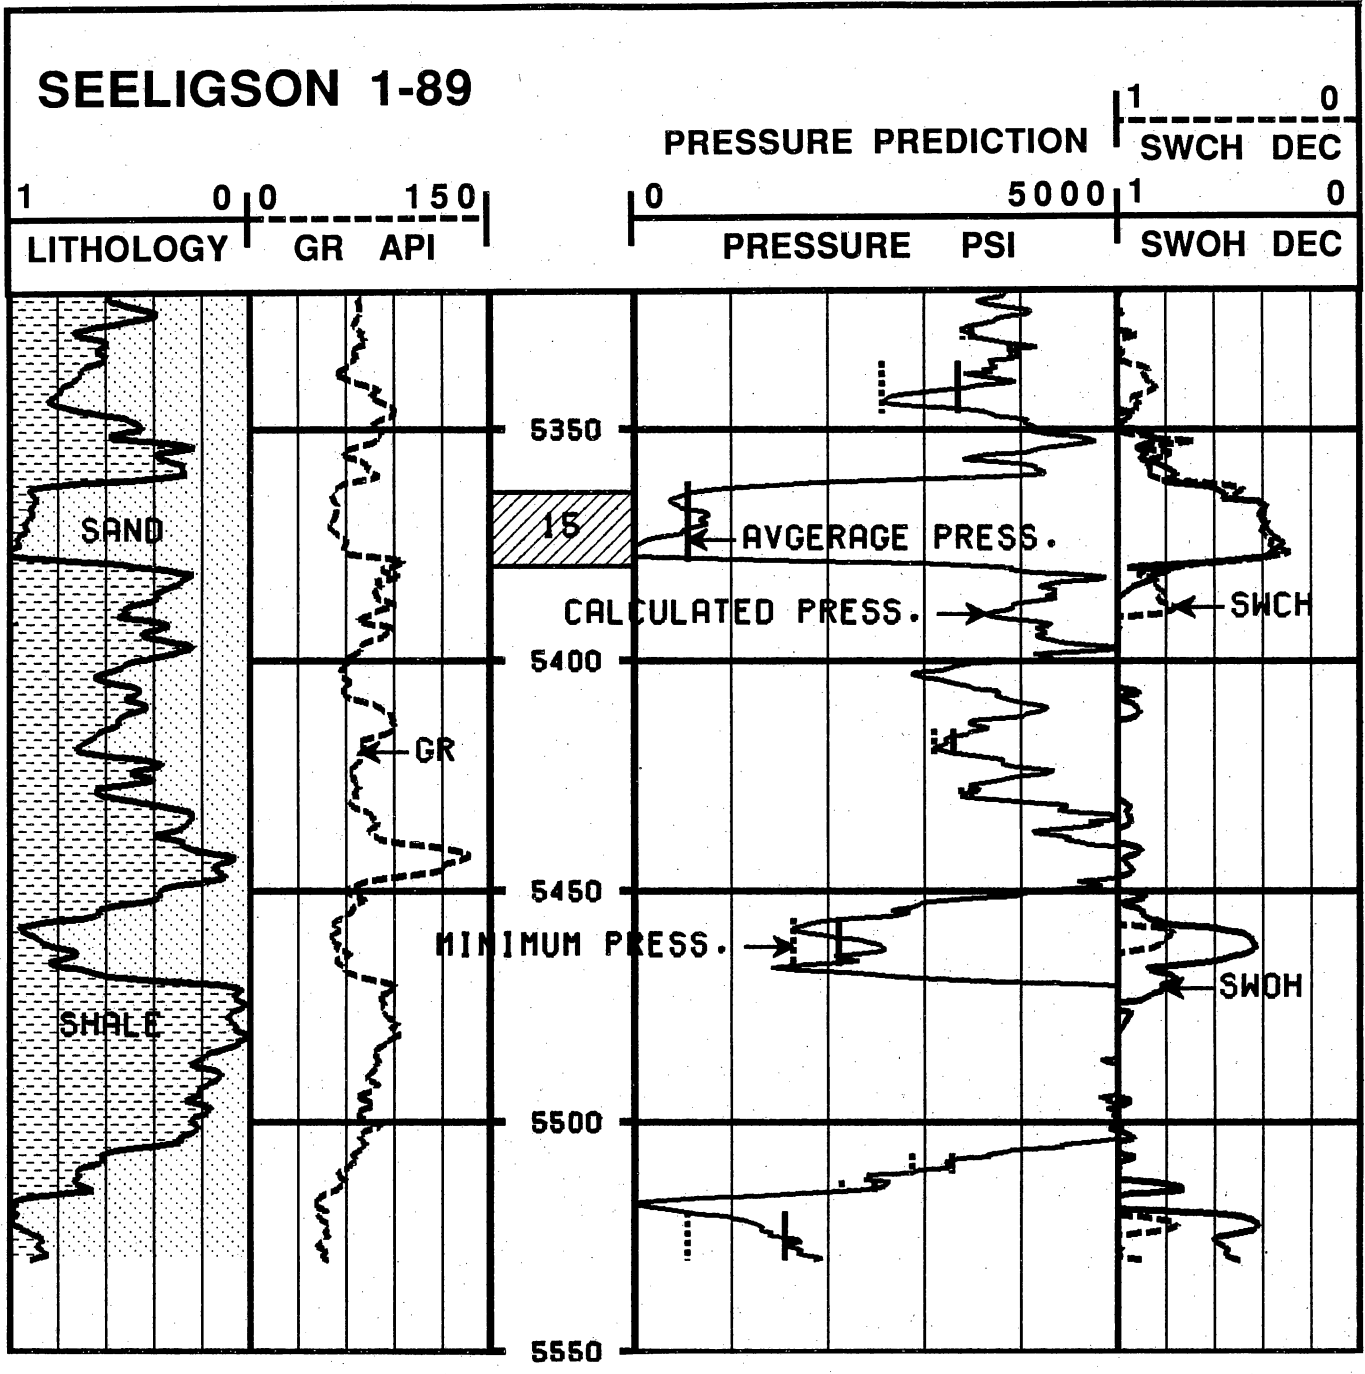 SEELIGSON 1-89
1 0
PRESSURE PREDICTION
SWCH DEC
1 0 0 150 0 5000 1 0
LITHOLOGY GR API PRESSURE PSI SWOH DEC
5350
SAND 15 AVGERAGE PRESS.
CALCULATED PRESS. SWCH
5400
GR
5450
MINIMUM PRESS.
SWOH
SHALE
5500
5550